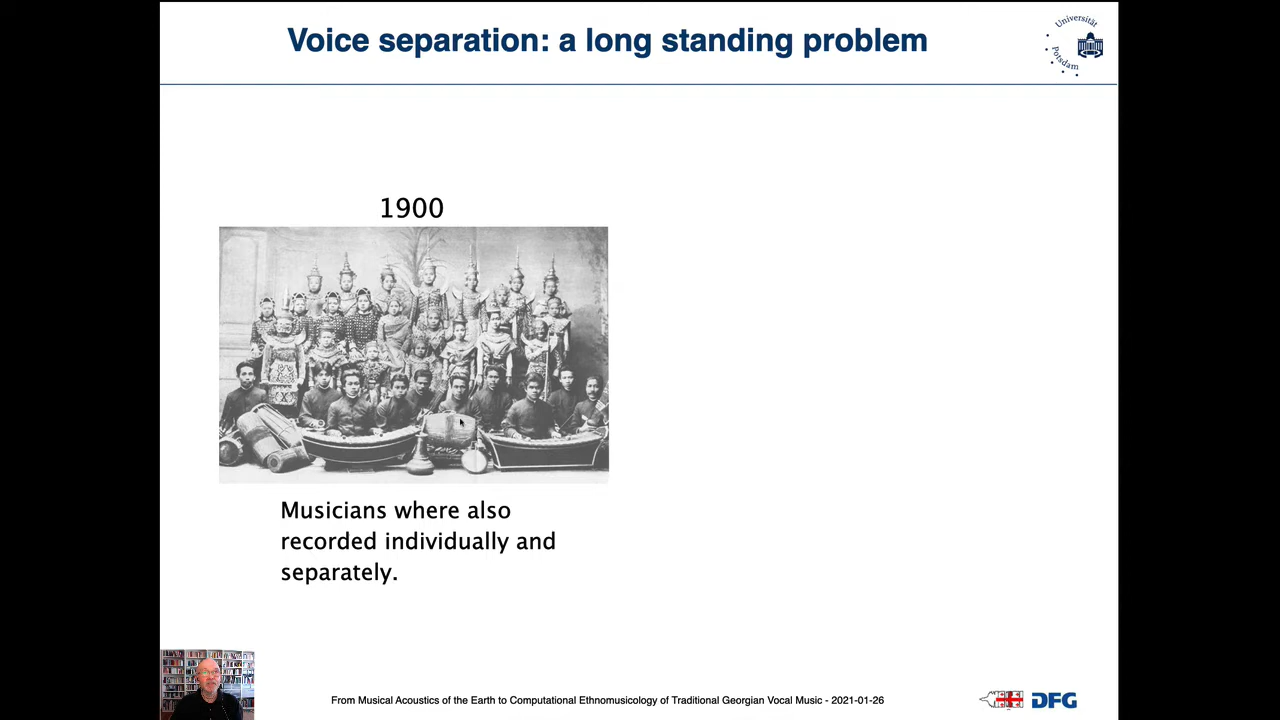 Voice separation: a long standing problem
Universität
Potsdam
1900
Musicians where also
recorded individually and
separately.
From Musical Acoustics of the Earth to Computational Ethnomusicology of Traditional Georgian Vocal Music - 2021-01-26
DFG